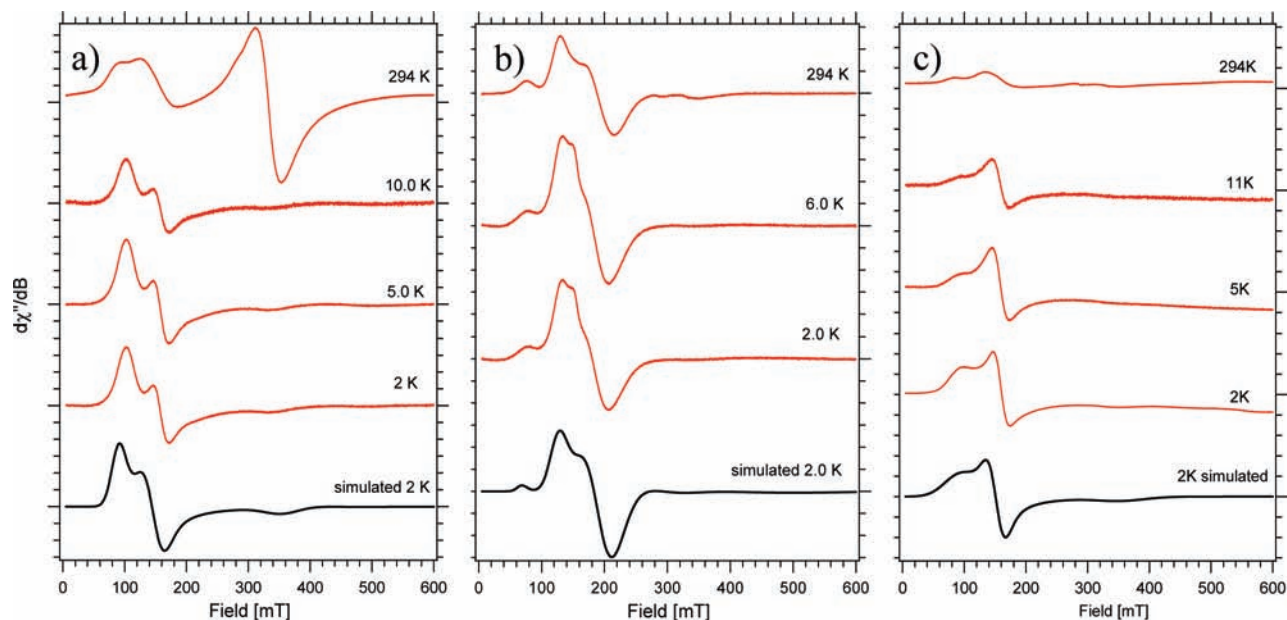 a)
294 K
10.0 K
5.0 K
2 K
simulated 2 K
dχ"/dB
0 100 200 300 400 500 600
Field [mT]
b)
294 K
6.0 K
2.0 K
simulated 2.0 K
0 100 200 300 400 500 600
Field [mT]
c)
294K
11K
5K
2K
2K simulated
0 100 200 300 400 500 600
Field [mT]